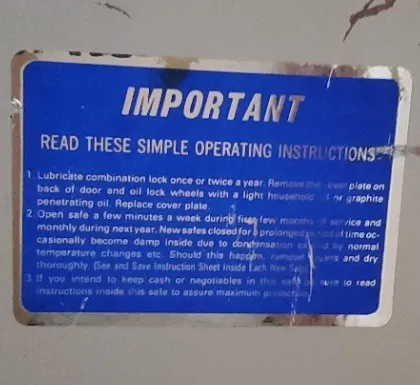 IMPORTANT
READ THESE SIMPLE OPERATING INSTRUCTIONS
1. Lubricate combination lock once or twice a year. Remove plate on
back of door and oil lock wheels with a light household or graphite
penetrating oil. Replace cover plate.
2. Open safe a few minutes a week during first few months of service and
monthly during next year. New safes closed for a prolonged time oc-
casionally become damp inside due to condensation by normal
temperature changes etc. Should this happen, remove and dry
thoroughly. (See and Save Instruction Sheet Inside Each New Safe)
3. If you intend to keep cash or negotiables in this to read
instructions inside this safe to assure maximum protection.